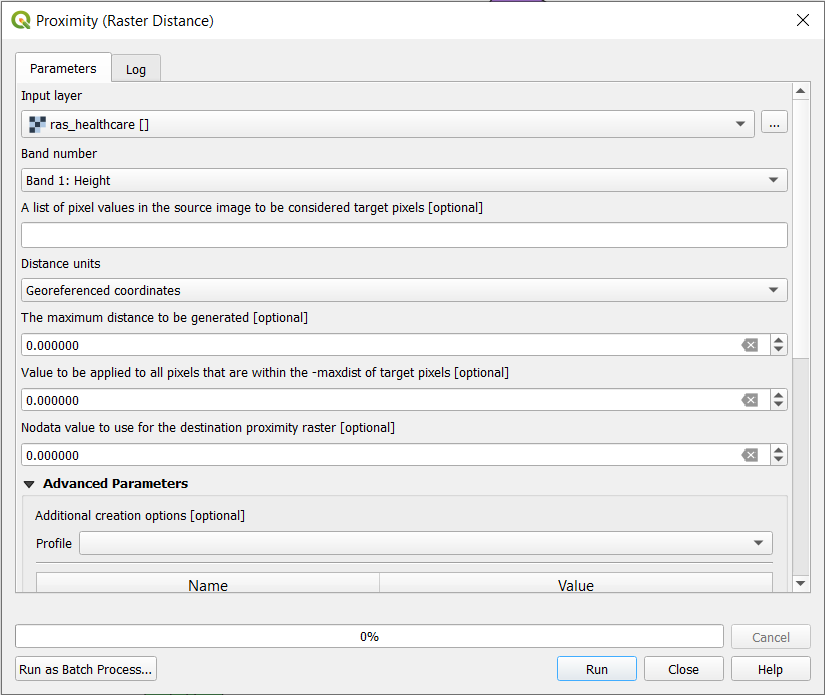 Proximity (Raster Distance)
Parameters
Log
Input layer
ras_healthcare []
...
Band number
Band 1: Height
A list of pixel values in the source image to be considered target pixels [optional]
Distance units
Georeferenced coordinates
The maximum distance to be generated [optional]
0.000000
Value to be applied to all pixels that are within the -maxdist of target pixels [optional]
0.000000
Nodata value to use for the destination proximity raster [optional]
0.000000
Advanced Parameters
Additional creation options [optional]
Profile
Name Value
0%
Cancel
Run as Batch Process...
Run
Close
Help